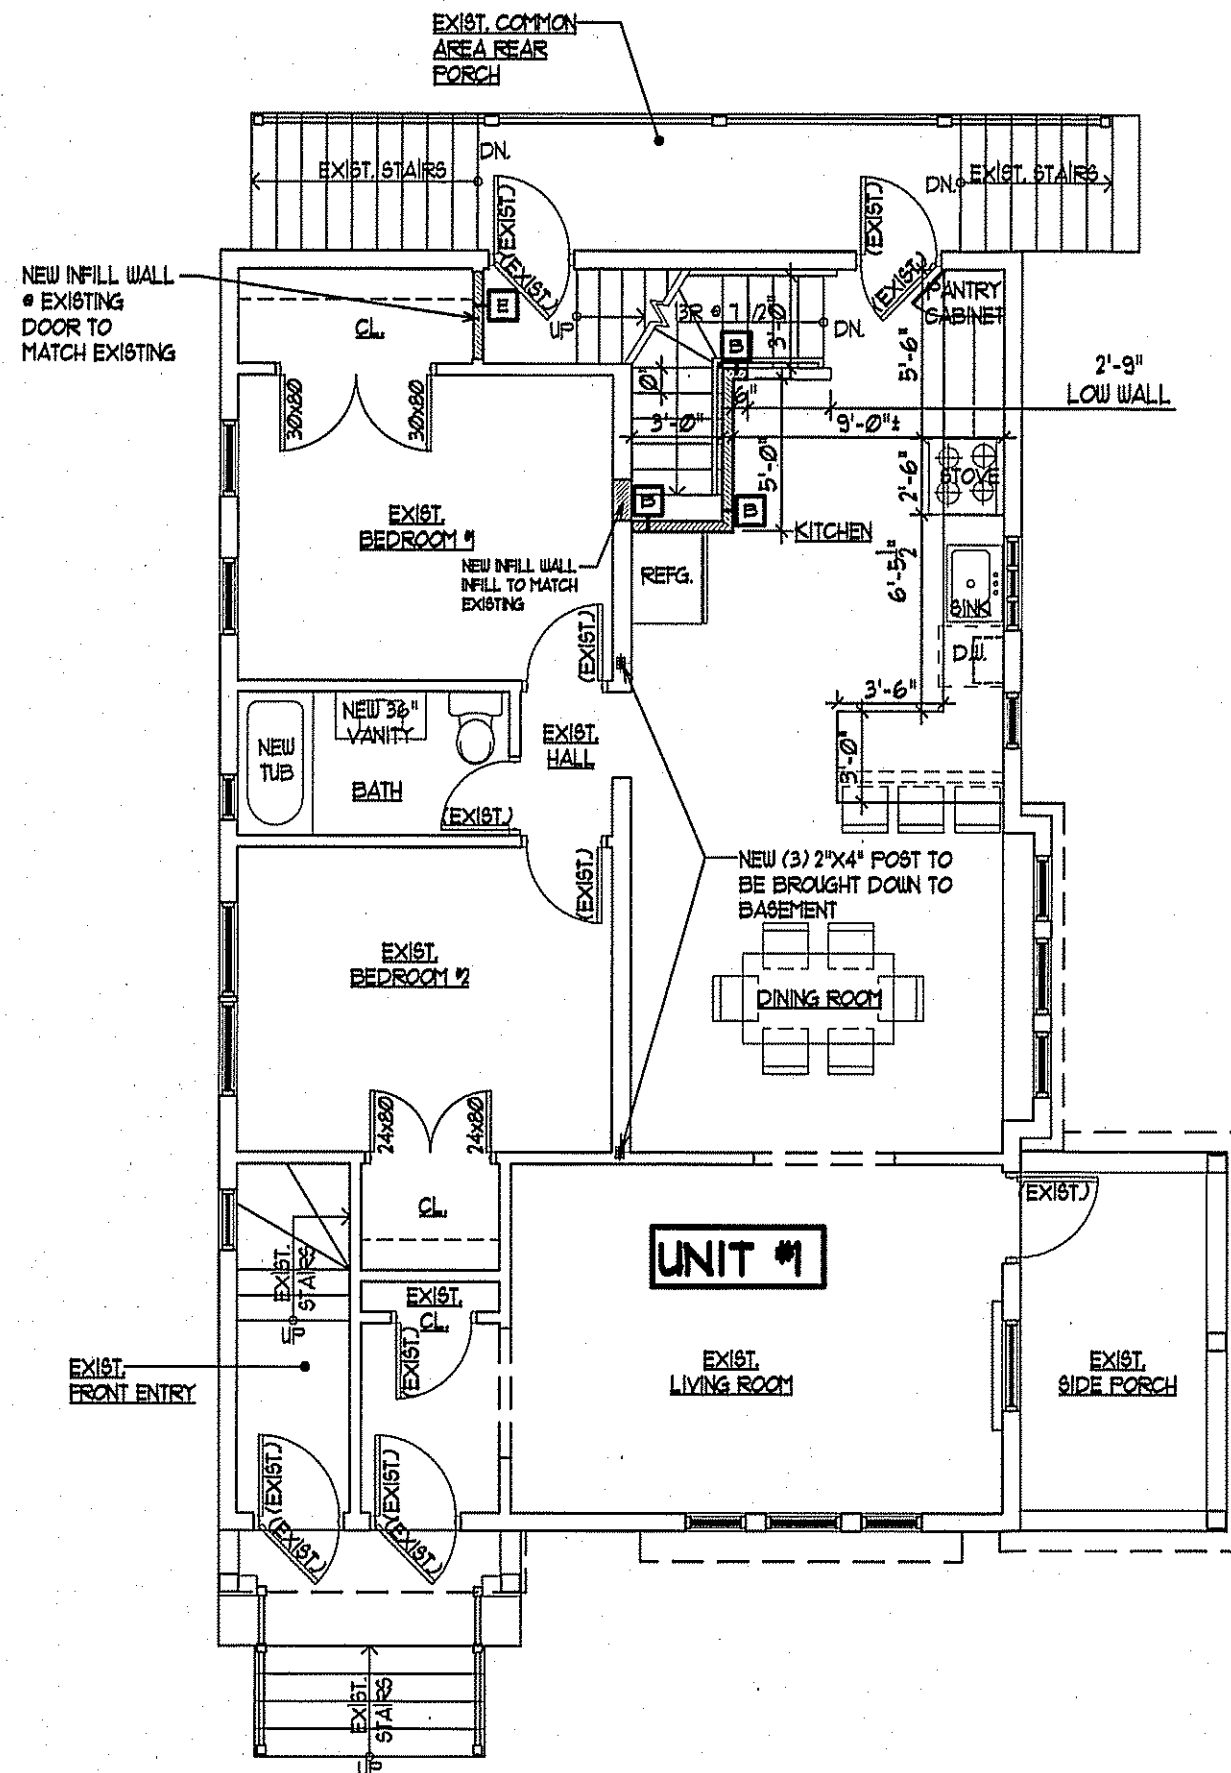 EXIST. COMMON
AREA REAR
PORCH
DN.
EXIST. STAIRS
DN.
EXIST. STAIRS
(EXIST.)
(EXIST.)
(EXIST.)
(EXIST.)
NEW INFILL WALL
@ EXISTING
DOOR TO
MATCH EXISTING
E
CL.
UP
DN.
B
3'-0"
PANTRY
CABINET
5'-6"
2'-9"
LOW WALL
30x80
30x80
6"
3'-0"
9'-0"±
5'-0"
2'-6"
STOVE
B
B
EXIST.
BEDROOM #1
KITCHEN
NEW INFILL WALL
INFILL TO MATCH
EXISTING
REFG.
6'-5 1/2"
SINK
(EXIST.)
D.W.
3'-6"
NEW 36"
VANITY
NEW
TUB
BATH
EXIST.
HALL
3'-0"
(EXIST.)
(EXIST.)
NEW (3) 2"X4" POST TO
BE BROUGHT DOWN TO
BASEMENT
EXIST.
BEDROOM #2
DINING ROOM
24x80
24x80
CL.
(EXIST.)
UNIT #1
EXIST.
STAIRS
UP
EXIST.
CL.
(EXIST.)
EXIST.
FRONT ENTRY
EXIST.
LIVING ROOM
EXIST.
SIDE PORCH
(EXIST.)
(EXIST.)
(EXIST.)
(EXIST.)
EXIST.
STAIRS
UP